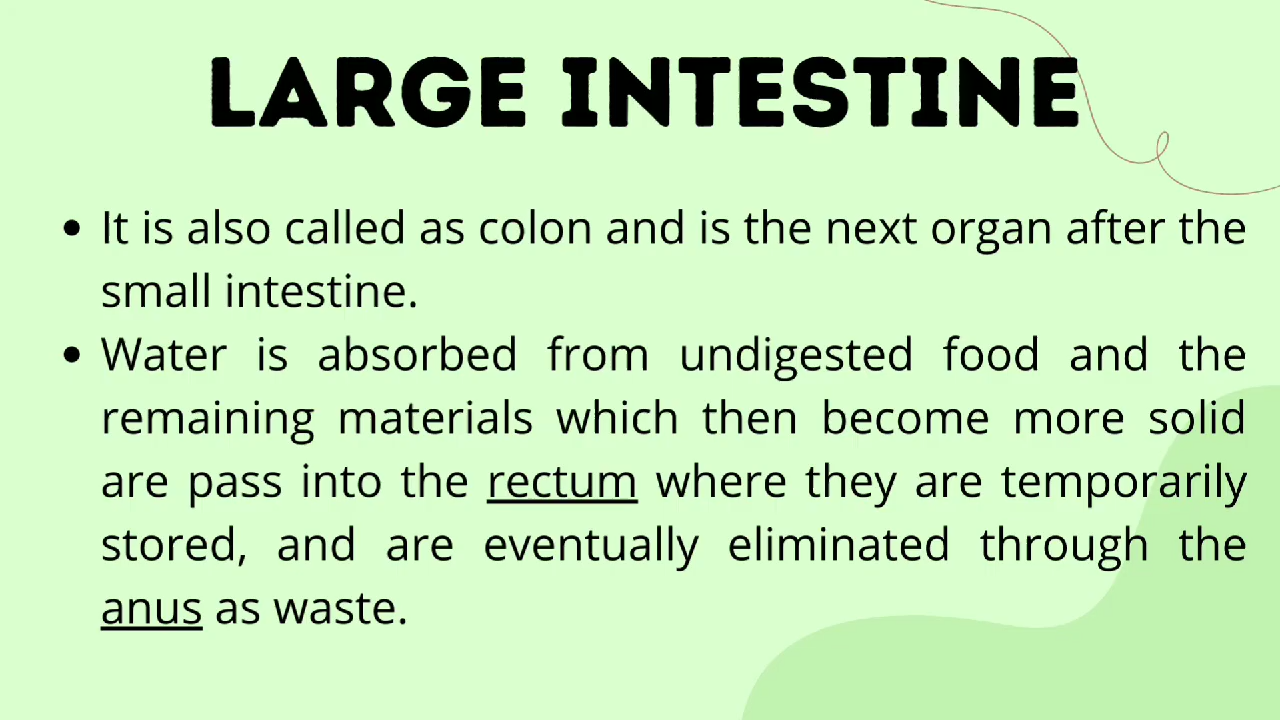 LARGE INTESTINE
• It is also called as colon and is the next organ after the
small intestine.
• Water is absorbed from undigested food and the
remaining materials which then become more solid
are pass into the rectum where they are temporarily
stored, and are eventually eliminated through the
anus as waste.